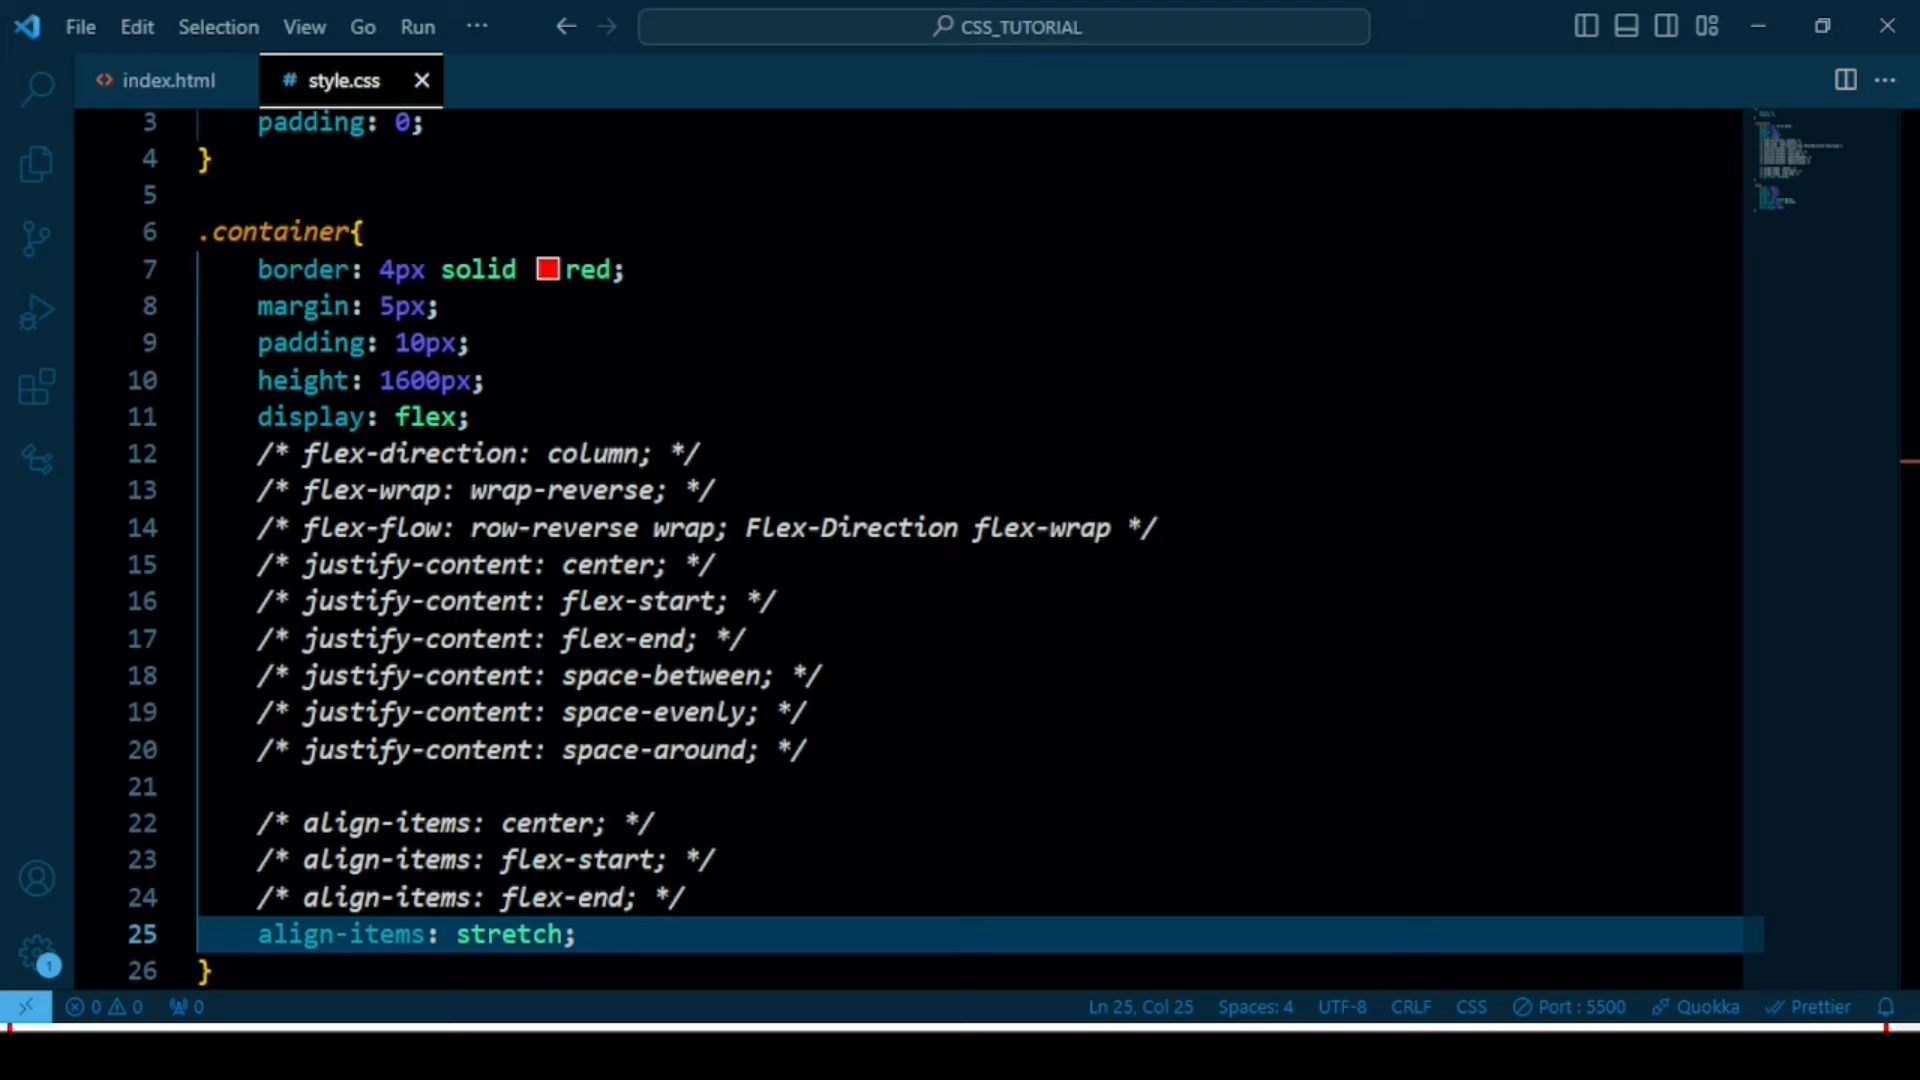 File Edit Selection View Go Run ··· CSS_TUTORIAL
index.html # style.css
3 padding: 0;
4 }
5
6 .container{
7 border: 4px solid red;
8 margin: 5px;
9 padding: 10px;
10 height: 1600px;
11 display: flex;
12 /* flex-direction: column; */
13 /* flex-wrap: wrap-reverse; */
14 /* flex-flow: row-reverse wrap; Flex-Direction flex-wrap */
15 /* justify-content: center; */
16 /* justify-content: flex-start; */
17 /* justify-content: flex-end; */
18 /* justify-content: space-between; */
19 /* justify-content: space-evenly; */
20 /* justify-content: space-around; */
21
22 /* align-items: center; */
23 /* align-items: flex-start; */
24 /* align-items: flex-end; */
25 align-items: stretch;
26 }
1
0 0 0 Ln 25, Col 25 Spaces: 4 UTF-8 CRLF CSS Port : 5500 Quokka Prettier